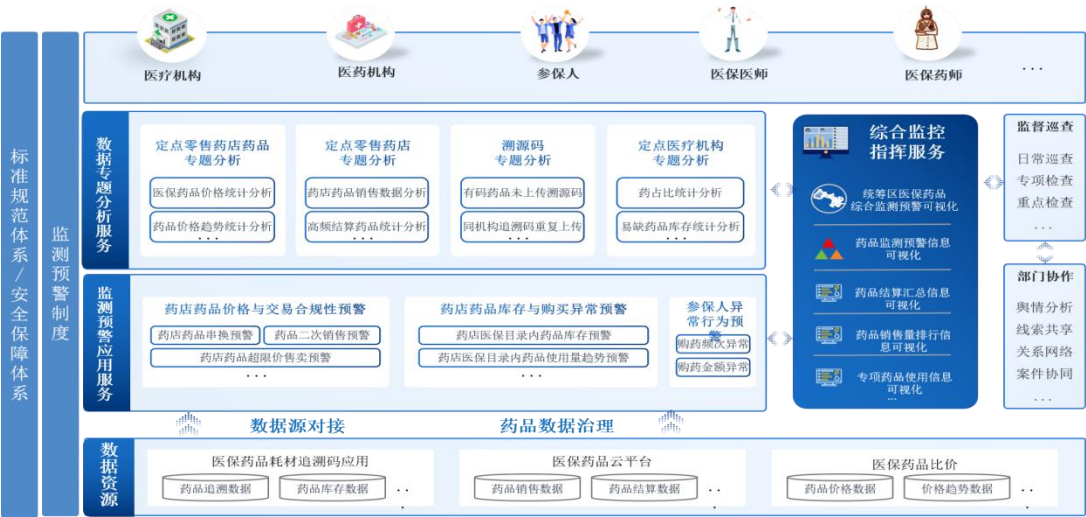 标准规范体系/安全保障体系
监测预警制度
医疗机构
医药机构
参保人
医保医师
医保药师
...
数据专题分析服务
定点零售药店药品
专题分析
医保药品价格统计分析
药品价格趋势统计分析
...
定点零售药店
专题分析
药店药品销售数据分析
高频结算药品统计分析
...
溯源码
专题分析
有码药品未上传溯源码
同机构追溯码重复上传
...
定点医疗机构
专题分析
药占比统计分析
易缺药品库存统计分析
...
监测预警应用服务
药店药品价格与交易合规性预警
药店药品串换预警
药品二次销售预警
药店药品超限价售卖预警
...
药店药品库存与购买异常预警
药店医保目录内药品库存预警
药店医保目录内药品使用量趋势预警
...
参保人异
常行为预
警
购药频次异常
购药金额异常
综合监控
指挥服务
统筹区医保药品
综合监测预警可视化
药品监测预警信息
可视化
药品结算汇总信息
可视化
药品销售量排行信
息可视化
专项药品使用信息
可视化
...
监督巡查
日常巡查
专项检查
重点检查
...
部门协作
舆情分析
线索共享
关系网络
案件协同
...
数据源对接
药品数据治理
数据资源
医保药品耗材追溯码应用
药品追溯数据
药品库存数据
...
医保药品云平台
药品销售数据
药品结算数据
...
医保药品比价
药品价格数据
价格趋势数据
...